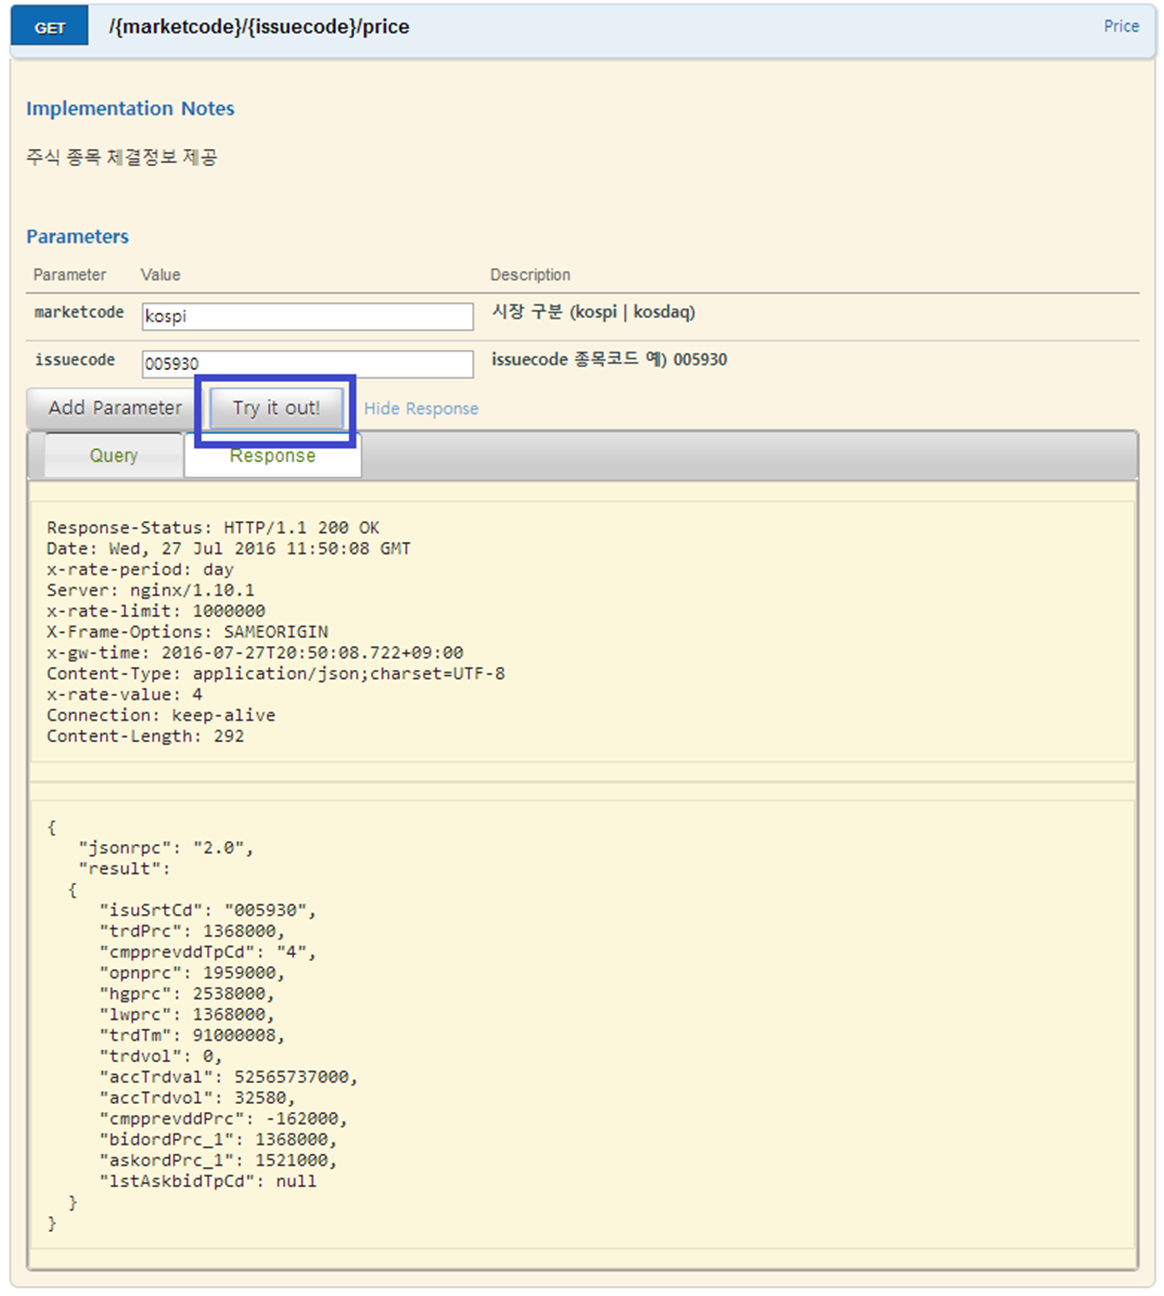 GET /{marketcode}/{issuecode}/price Price
Implementation Notes
주식 종목 체결정보 제공
Parameters
Parameter Value Description
marketcode kospi 시장 구분 (kospi | kosdaq)
issuecode 005930 issuecode 종목코드 예) 005930
Add Parameter Try it out! Hide Response
Query Response
Response-Status: HTTP/1.1 200 OK
Date: Wed, 27 Jul 2016 11:50:08 GMT
x-rate-period: day
Server: nginx/1.10.1
x-rate-limit: 1000000
X-Frame-Options: SAMEORIGIN
x-gw-time: 2016-07-27T20:50:08.722+09:00
Content-Type: application/json;charset=UTF-8
x-rate-value: 4
Connection: keep-alive
Content-Length: 292
{
"jsonrpc": "2.0",
"result":
{
"isuSrtCd": "005930",
"trdPrc": 1368000,
"cmpprevddTpCd": "4",
"opnprc": 1959000,
"hgprc": 2538000,
"lwprc": 1368000,
"trdTm": 91000008,
"trdvol": 0,
"accTrdval": 52565737000,
"accTrdvol": 32580,
"cmpprevddPrc": -162000,
"bidordPrc_1": 1368000,
"askordPrc_1": 1521000,
"lstAskbidTpCd": null
}
}